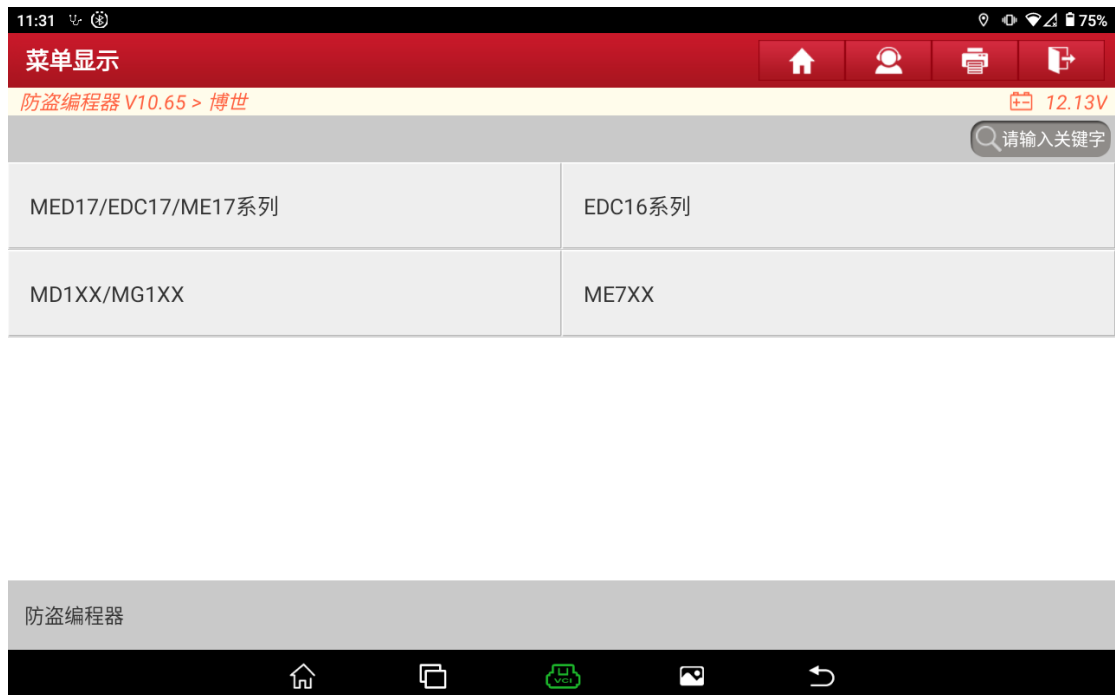 11:31 75%
菜单显示
防盗编程器 V10.65 > 博世 12.13V
请输入关键字
MED17/EDC17/ME17系列 EDC16系列
MD1XX/MG1XX ME7XX
防盗编程器
VCI